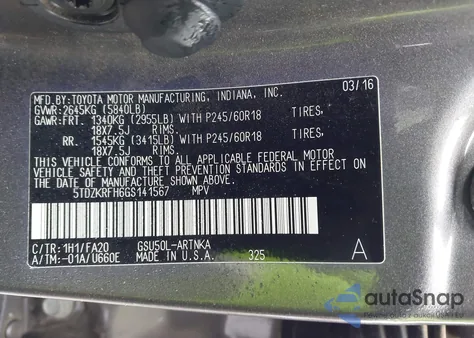 MFD.BY:TOYOTA MOTOR MANUFACTURING, INDIANA, INC. 03/16
GVWR:2645KG (5840LB)
GAWR:FRT. 1340KG (2955LB) WITH P245/60R18 TIRES,
18X7.5J RIMS.
RR. 1545KG (3415LB) WITH P245/60R18 TIRES,
18X7.5J RIMS.
THIS VEHICLE CONFORMS TO ALL APPLICABLE FEDERAL MOTOR
VEHICLE SAFETY AND BUMPER STANDARDS IN EFFECT ON
THE DATE OF MANUFACTURE SHOWN ABOVE.
5TDZKRFH6GS141567 MPV
C/TR:1H1/FA20 GSU50L-ARTNKA
A/TM:-01A/U660E MADE IN U.S.A. 325 A
autoSnap